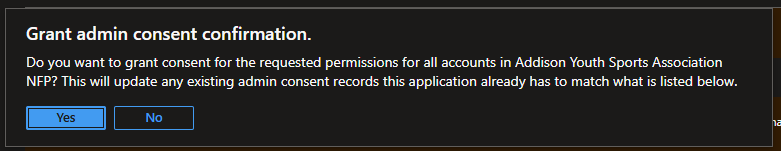 Grant admin consent confirmation.
Do you want to grant consent for the requested permissions for all accounts in Addison Youth Sports Association
NFP? This will update any existing admin consent records this application already has to match what is listed below.
Yes
No